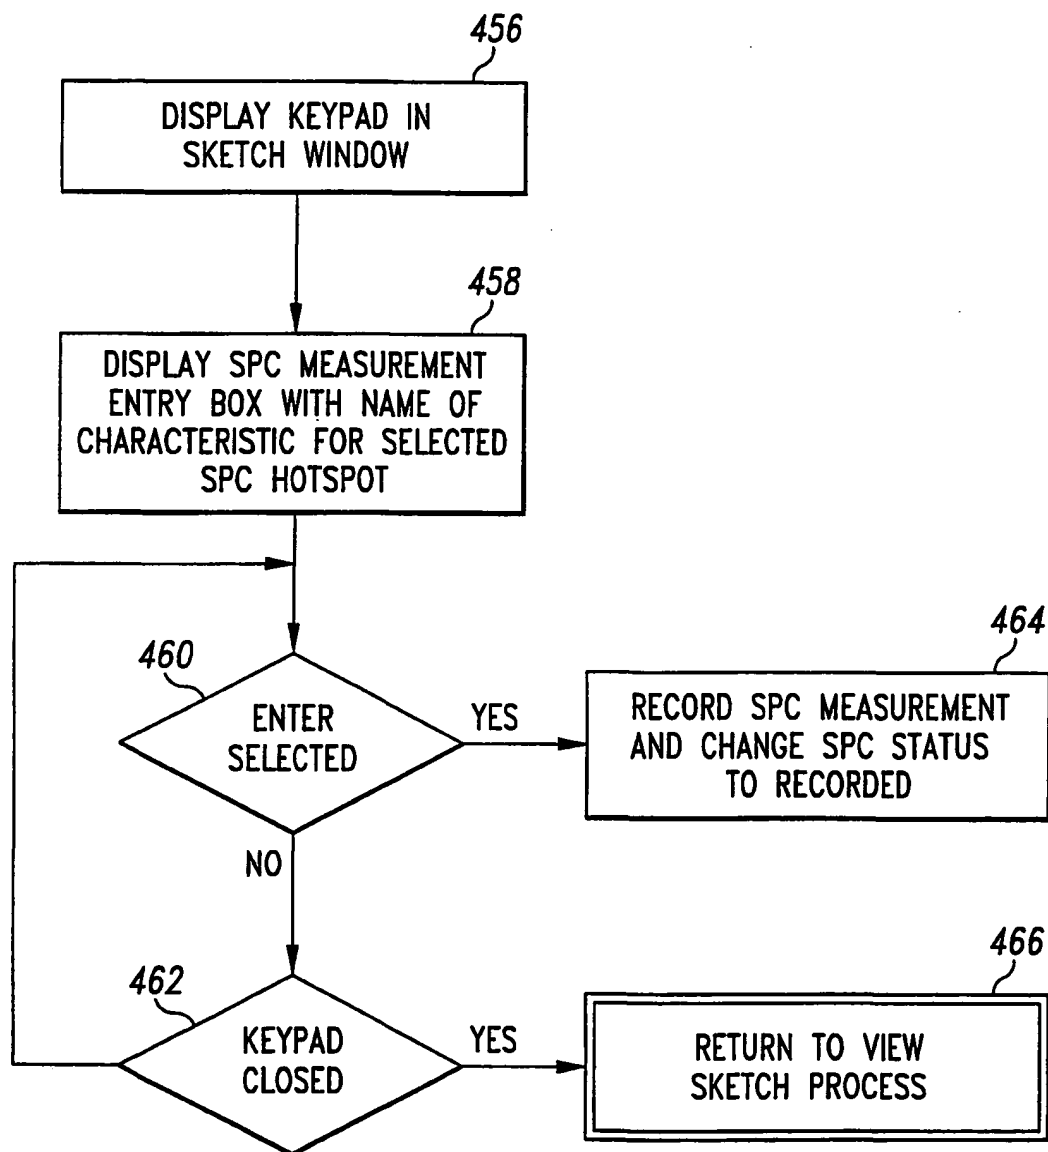 456
DISPLAY KEYPAD IN
SKETCH WINDOW
458
DISPLAY SPC MEASUREMENT
ENTRY BOX WITH NAME OF
CHARACTERISTIC FOR SELECTED
SPC HOTSPOT
460
ENTER
SELECTED
YES
464
RECORD SPC MEASUREMENT
AND CHANGE SPC STATUS
TO RECORDED
NO
462
KEYPAD
CLOSED
YES
466
RETURN TO VIEW
SKETCH PROCESS